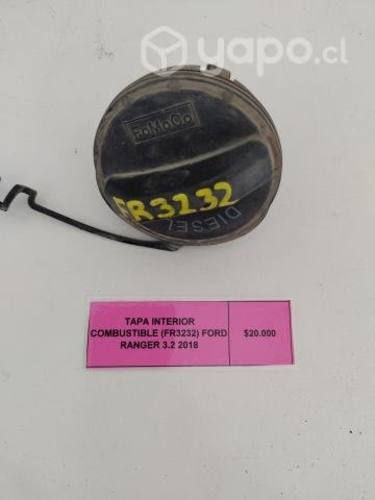 yapo.cl
FoMoCo
FR3232
DIESEL
TAPA INTERIOR
COMBUSTIBLE (FR3232) FORD
RANGER 3.2 2018
$20.000